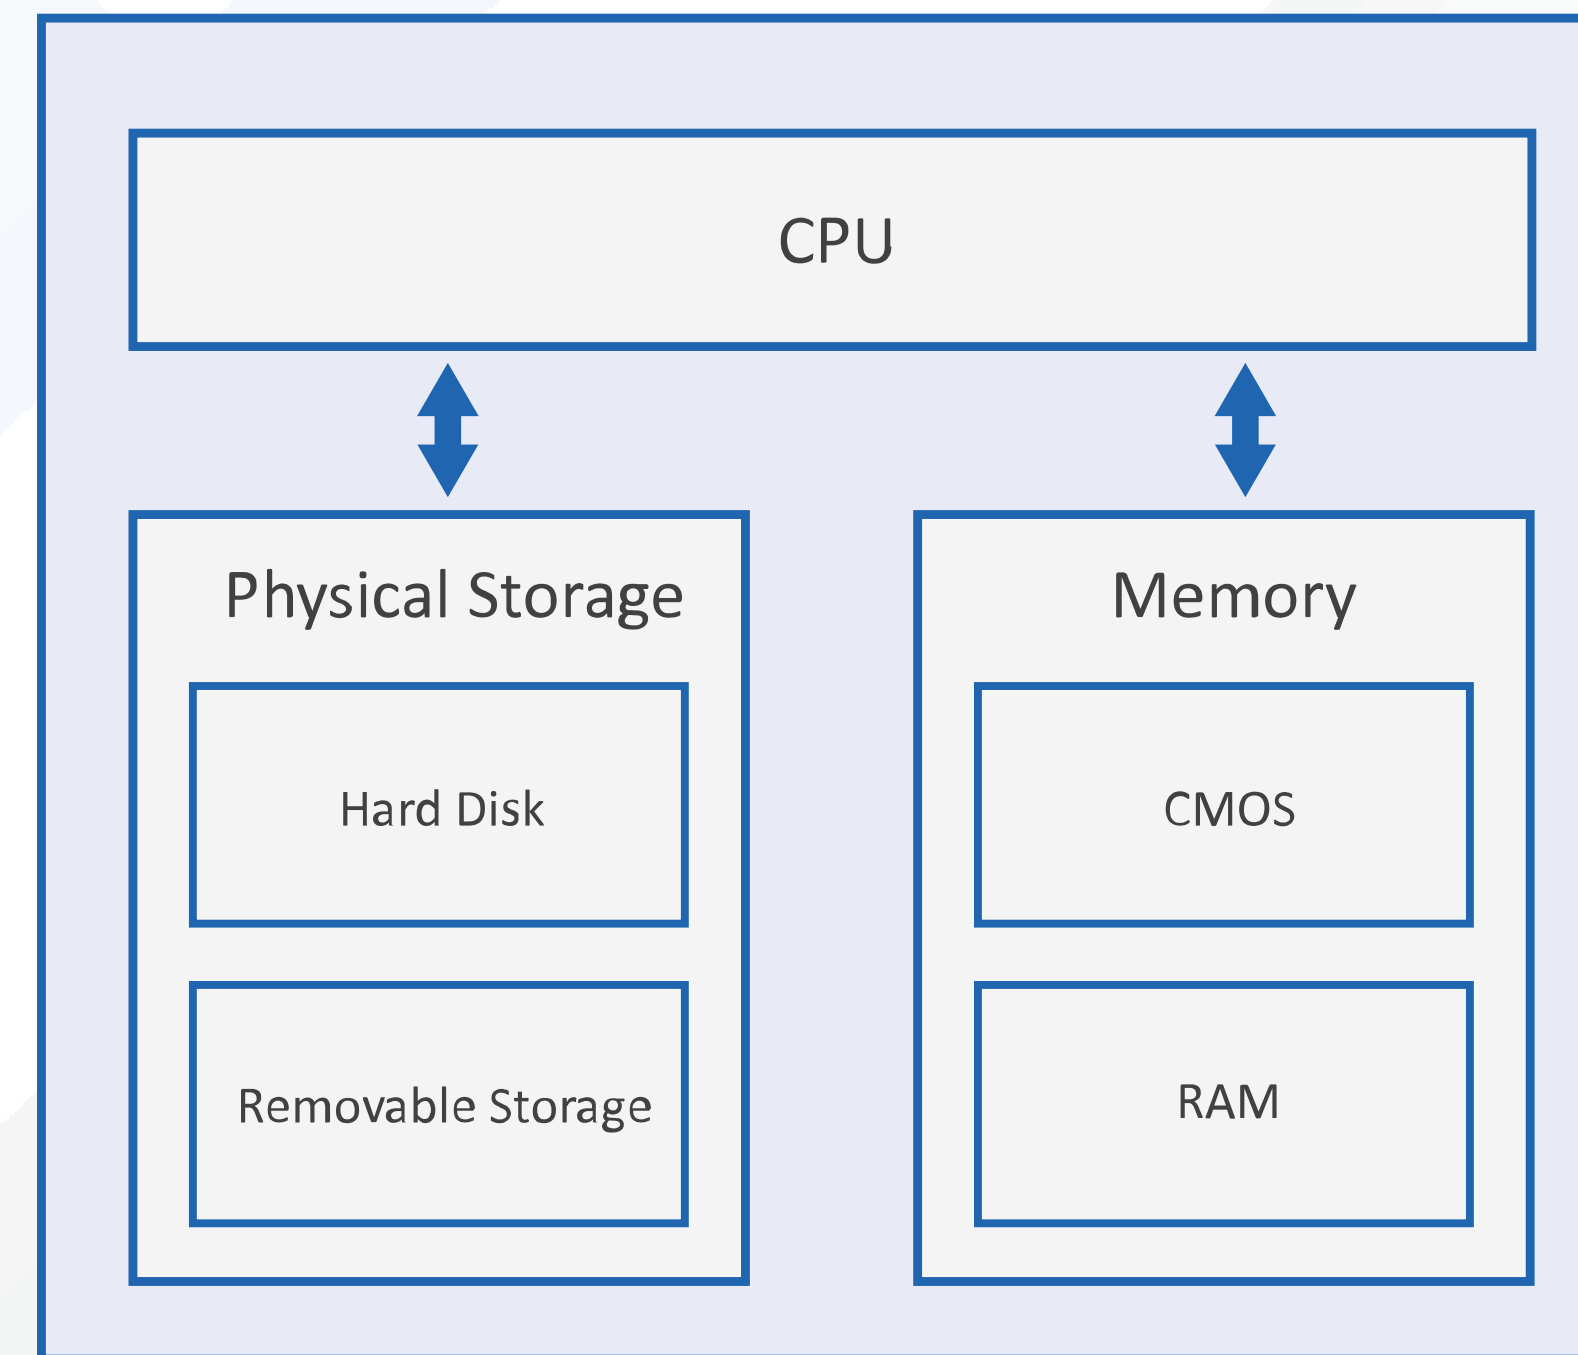 CPU
Physical Storage
Memory
Hard Disk
CMOS
Removable Storage
RAM